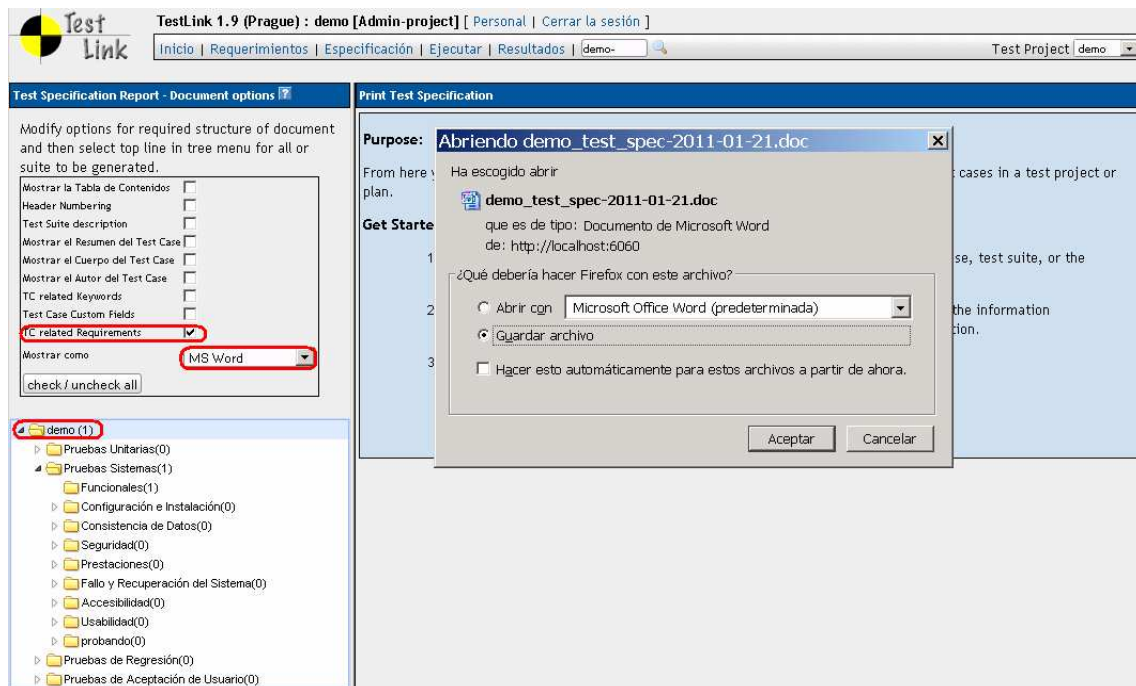 Test Link
TestLink 1.9 (Prague) : demo [Admin-project] [ Personal | Cerrar la sesión ]
Inicio | Requerimientos | Especificación | Ejecutar | Resultados | demo-
Test Project demo
Test Specification Report - Document options ?
Modify options for required structure of document
and then select top line in tree menu for all or
suite to be generated.
Mostrar la Tabla de Contenidos
Header Numbering
Test Suite description
Mostrar el Resumen del Test Case
Mostrar el Cuerpo del Test Case
Mostrar el Autor del Test Case
TC related Keywords
Test Case Custom Fields
TC related Requirements
Mostrar como MS Word
check / uncheck all
demo (1)
Pruebas Unitarias(0)
Pruebas Sistemas(1)
Funcionales(1)
Configuración e Instalación(0)
Consistencia de Datos(0)
Seguridad(0)
Prestaciones(0)
Fallo y Recuperación del Sistema(0)
Accesibilidad(0)
Usabilidad(0)
probando(0)
Pruebas de Regresión(0)
Pruebas de Aceptación de Usuario(0)
Print Test Specification
Purpose:
From here
cases in a test project or
plan.
Get Starte
1
se, test suite, or the
2
the information
tion.
3
Abriendo demo_test_spec-2011-01-21.doc
Ha escogido abrir
demo_test_spec-2011-01-21.doc
que es de tipo: Documento de Microsoft Word
de: http://localhost:6060
¿Qué debería hacer Firefox con este archivo?
Abrir con Microsoft Office Word (predeterminada)
Guardar archivo
Hacer esto automáticamente para estos archivos a partir de ahora.
Aceptar Cancelar